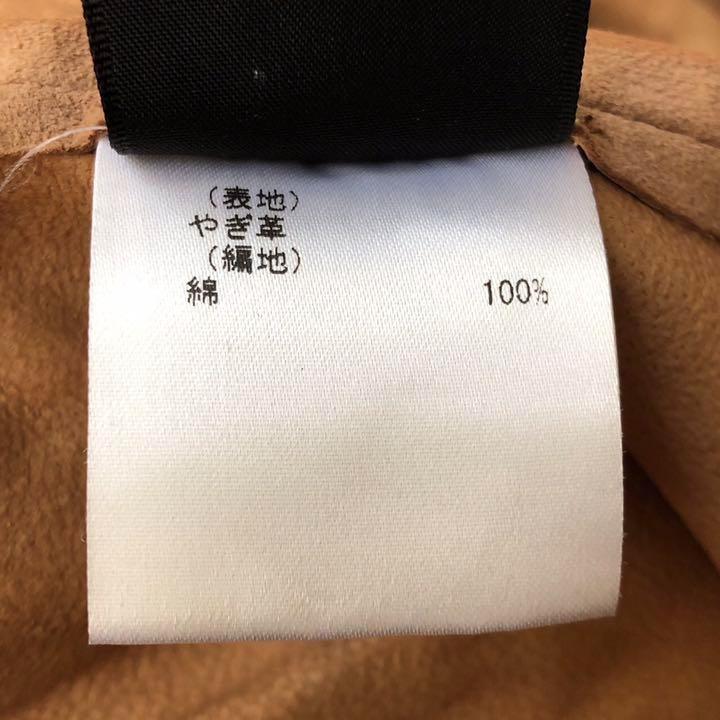 （表地）
やぎ革
（編地）
綿 100%